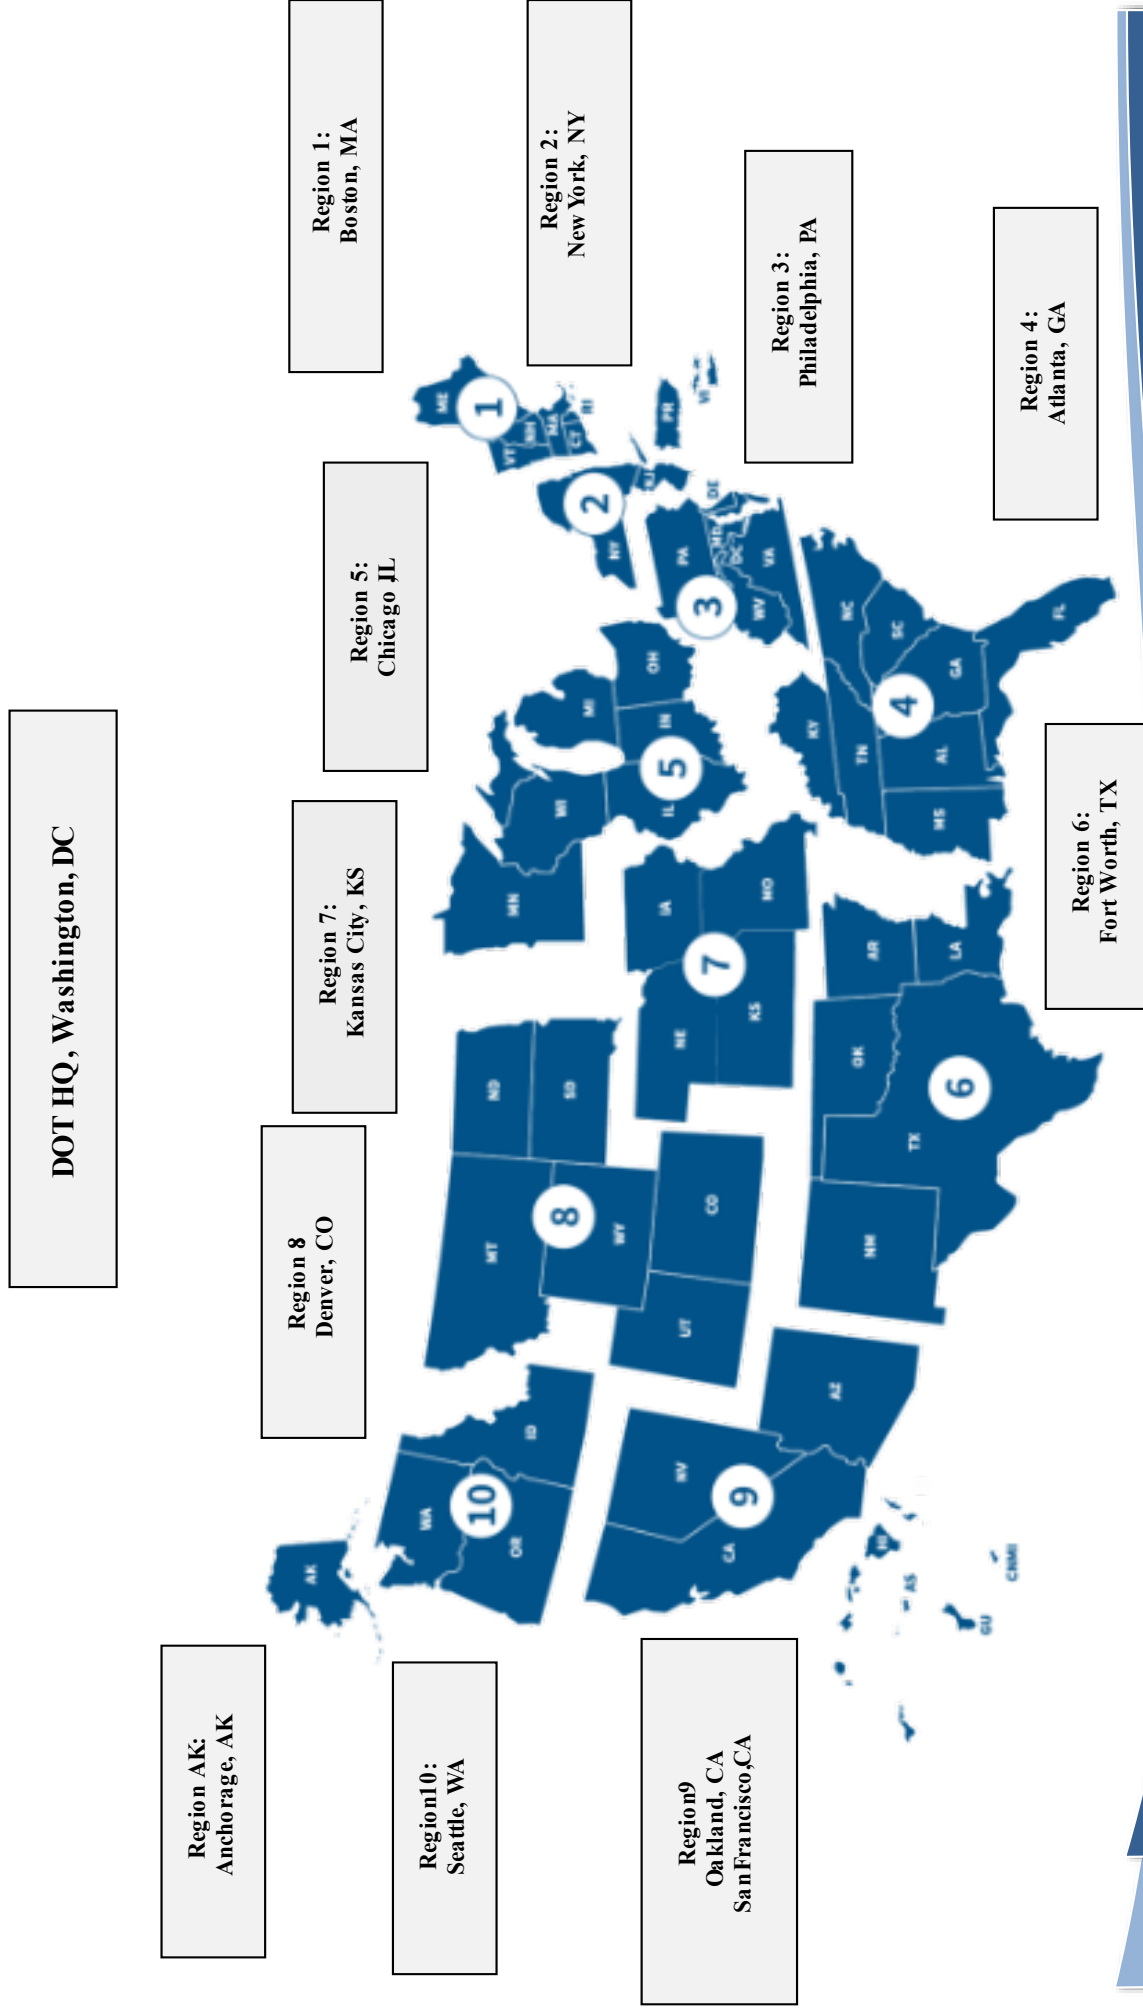 DOT HQ, Washington, DC
Region AK:
Anchorage, AK
Region 8
Denver, CO
Region 7:
Kansas City, KS
Region 5:
Chicago ,IL
Region 1:
Boston, MA
Region10:
Seattle, WA
Region 2:
New York, NY
Region9
Oakland, CA
SanFrancisco,CA
Region 3:
Philadelphia, PA
Region 4:
Atlanta, GA
Region 6:
Fort Worth, TX
AK
WA
10
OR
ID
MT
8
WY
ND
SD
UT
CO
CA
NV
9
AZ
HI
AS
GU
CNMI
NE
IA
7
KS
MO
MN
WI
MI
5
IL
IN
OH
NM
TX
OK
6
AR
LA
KY
TN
NC
SC
4
MS
AL
GA
FL
PA
3
WV
VA
MD
DC
DE
NY
2
NJ
PR
VI
ME
1
VT
NH
MA
CT
RI